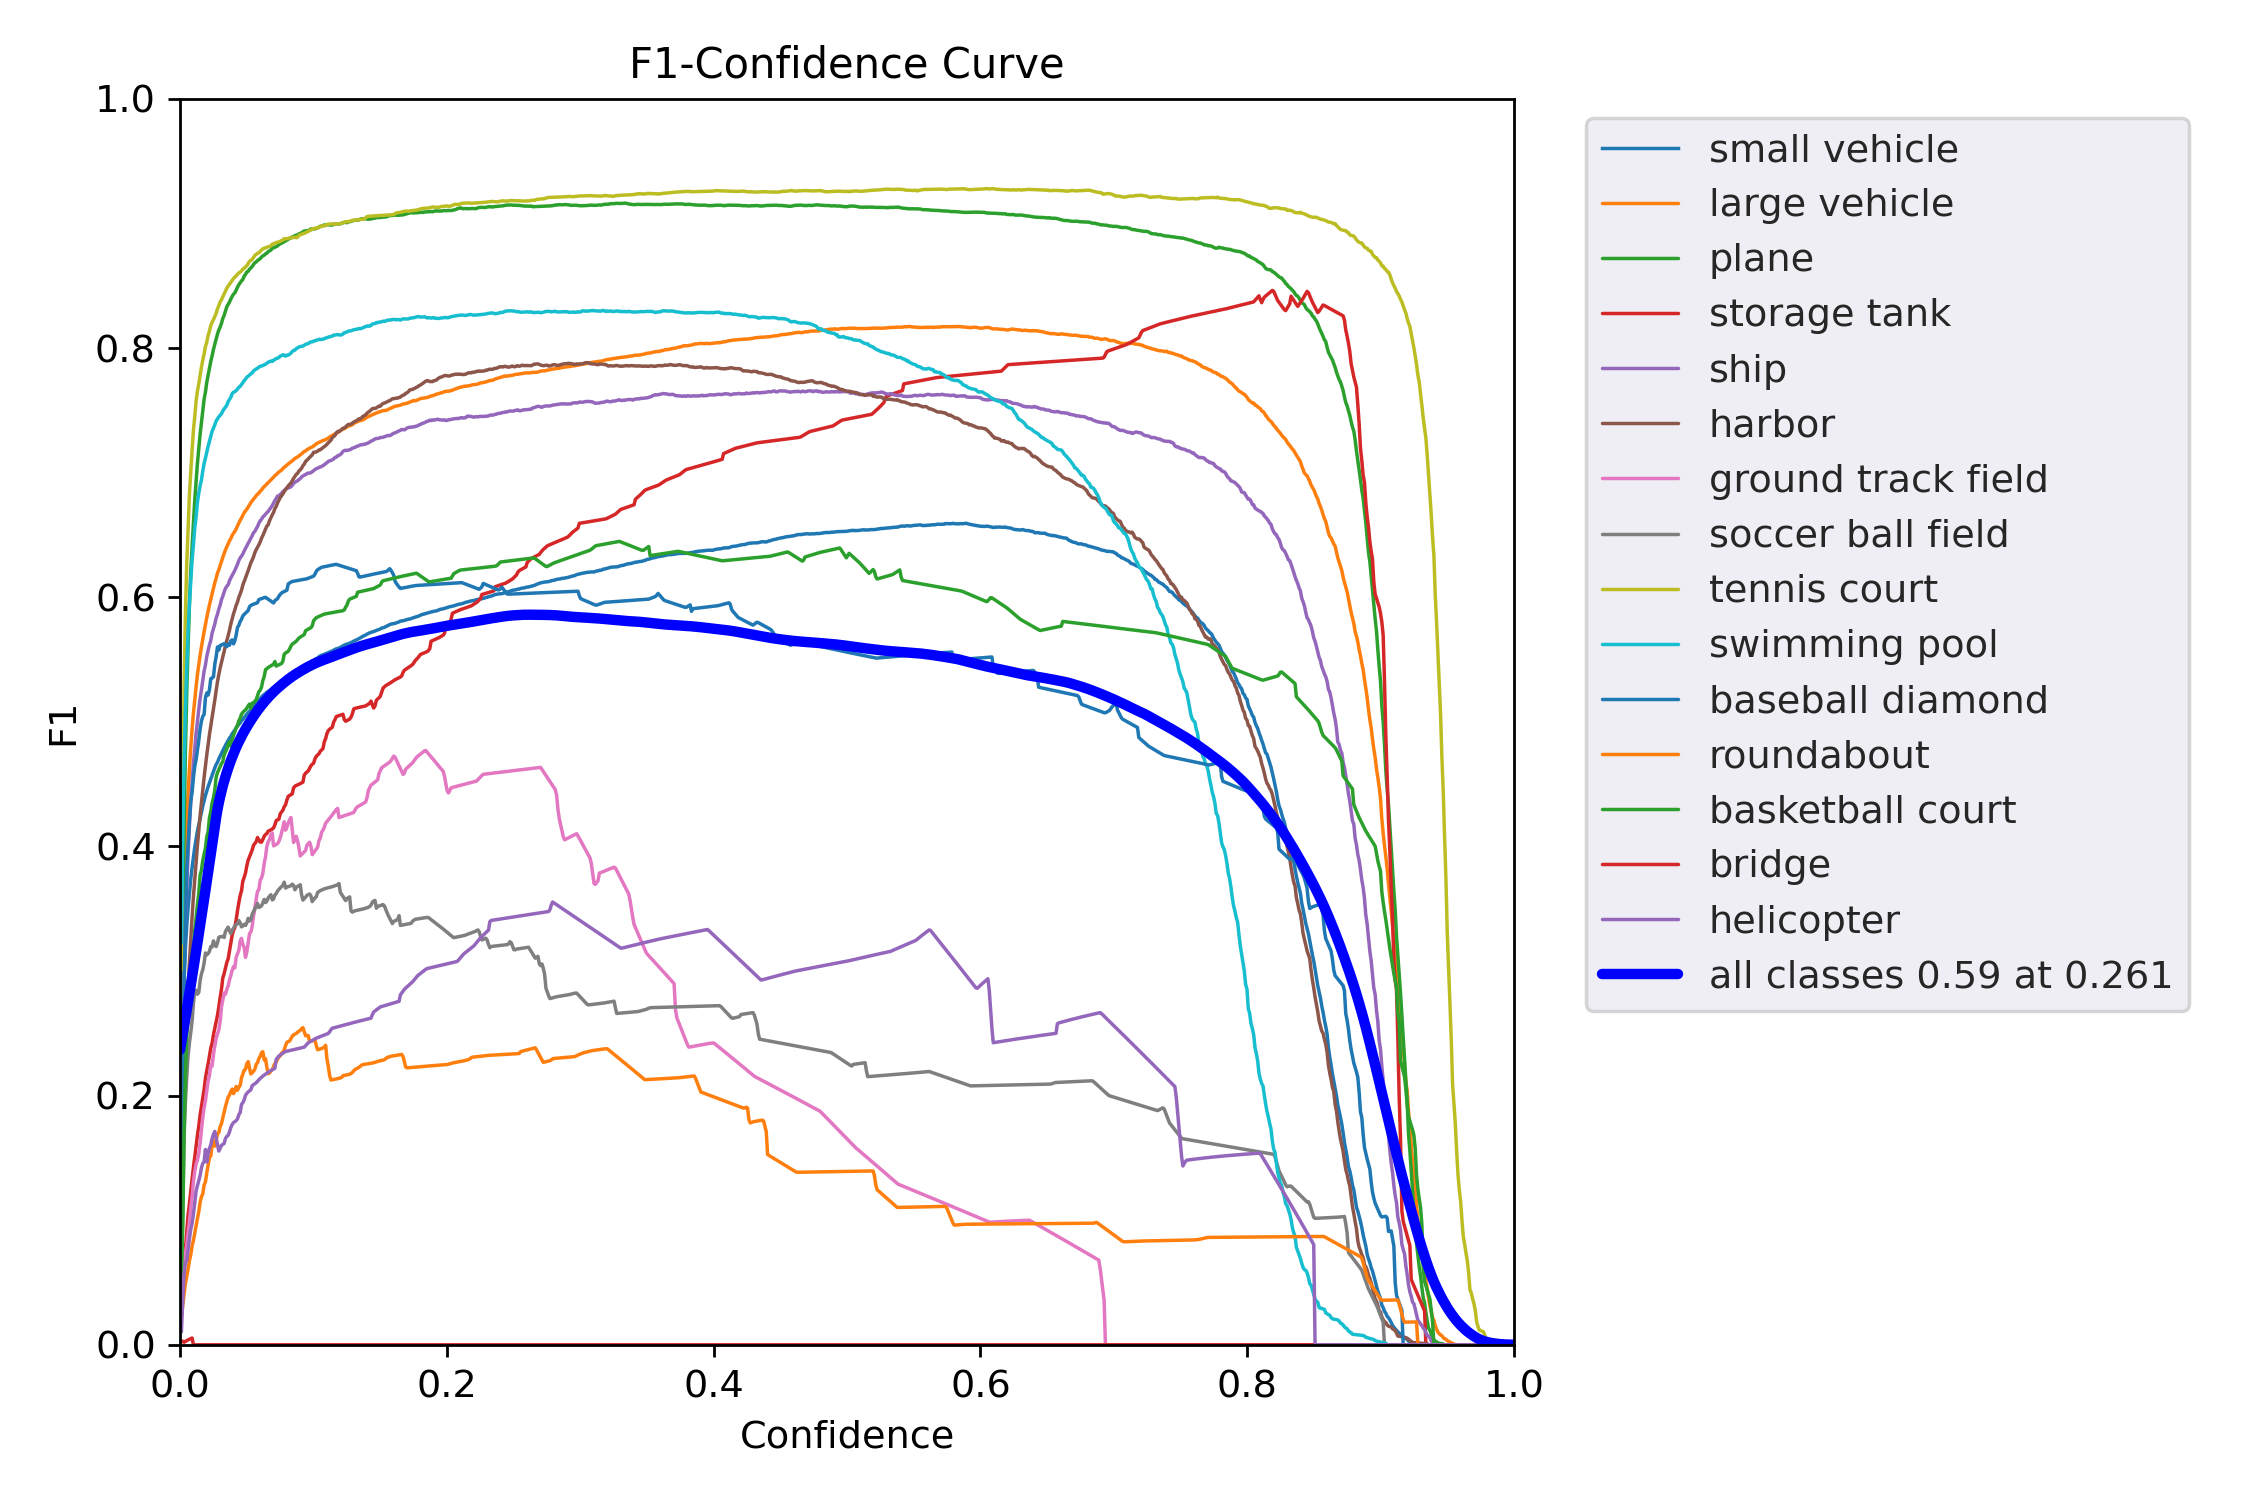 F1-Confidence Curve
1.0
0.8
0.6
0.4
0.2
0.0
F1
0.0 0.2 0.4 0.6 0.8 1.0
Confidence
small vehicle
large vehicle
plane
storage tank
ship
harbor
ground track field
soccer ball field
tennis court
swimming pool
baseball diamond
roundabout
basketball court
bridge
helicopter
all classes 0.59 at 0.261